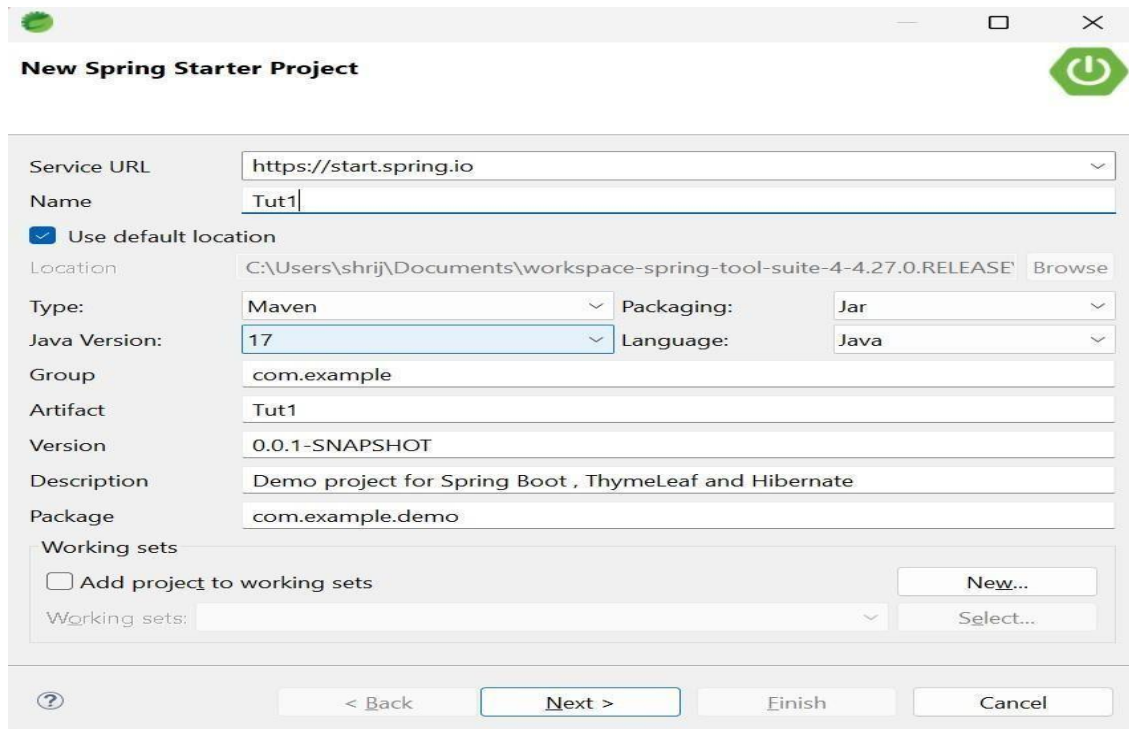 New Spring Starter Project
Service URL https://start.spring.io
Name Tut1
Use default location
Location C:\Users\shrij\Documents\workspace-spring-tool-suite-4-4.27.0.RELEASE' Browse
Type: Maven Packaging: Jar
Java Version: 17 Language: Java
Group com.example
Artifact Tut1
Version 0.0.1-SNAPSHOT
Description Demo project for Spring Boot , ThymeLeaf and Hibernate
Package com.example.demo
Working sets
Add project to working sets New...
Working sets: Select...
? < Back Next > Finish Cancel